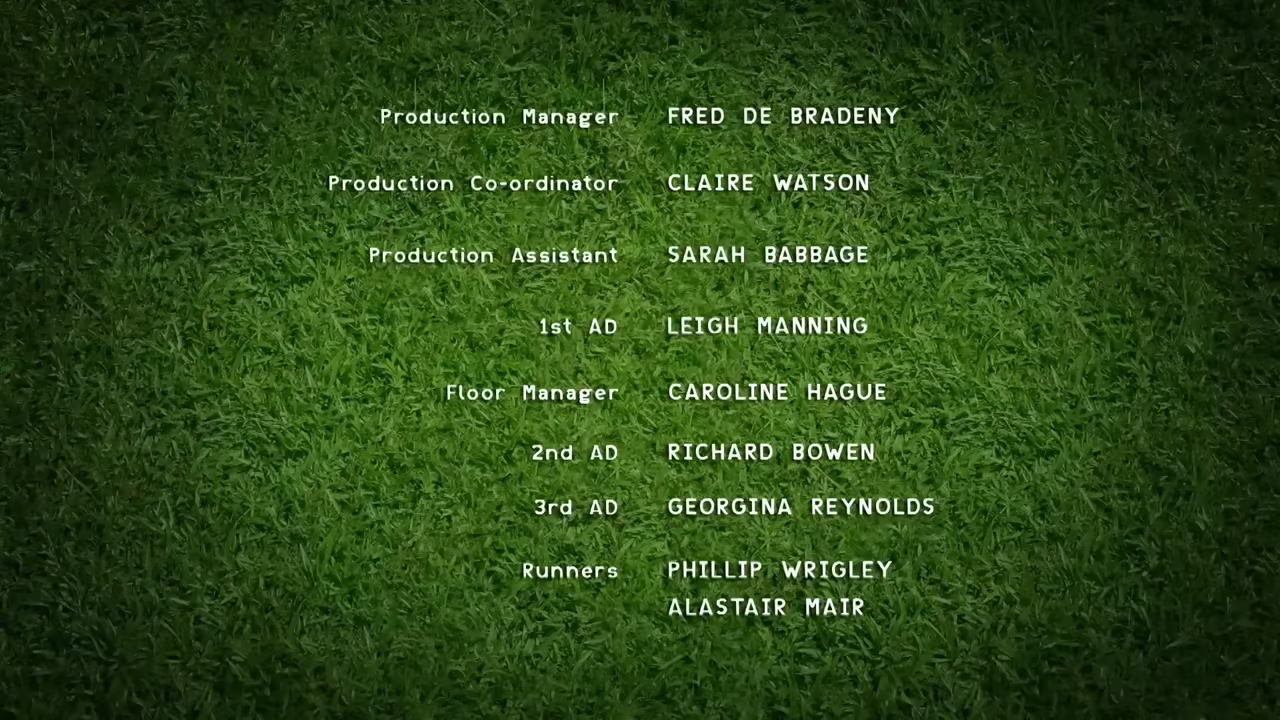 Production Manager FRED DE BRADENY
Production Co-ordinator CLAIRE WATSON
Production Assistant SARAH BABBAGE
1st AD LEIGH MANNING
Floor Manager CAROLINE HAGUE
2nd AD RICHARD BOWEN
3rd AD GEORGINA REYNOLDS
Runners PHILLIP WRIGLEY
ALASTAIR MAIR